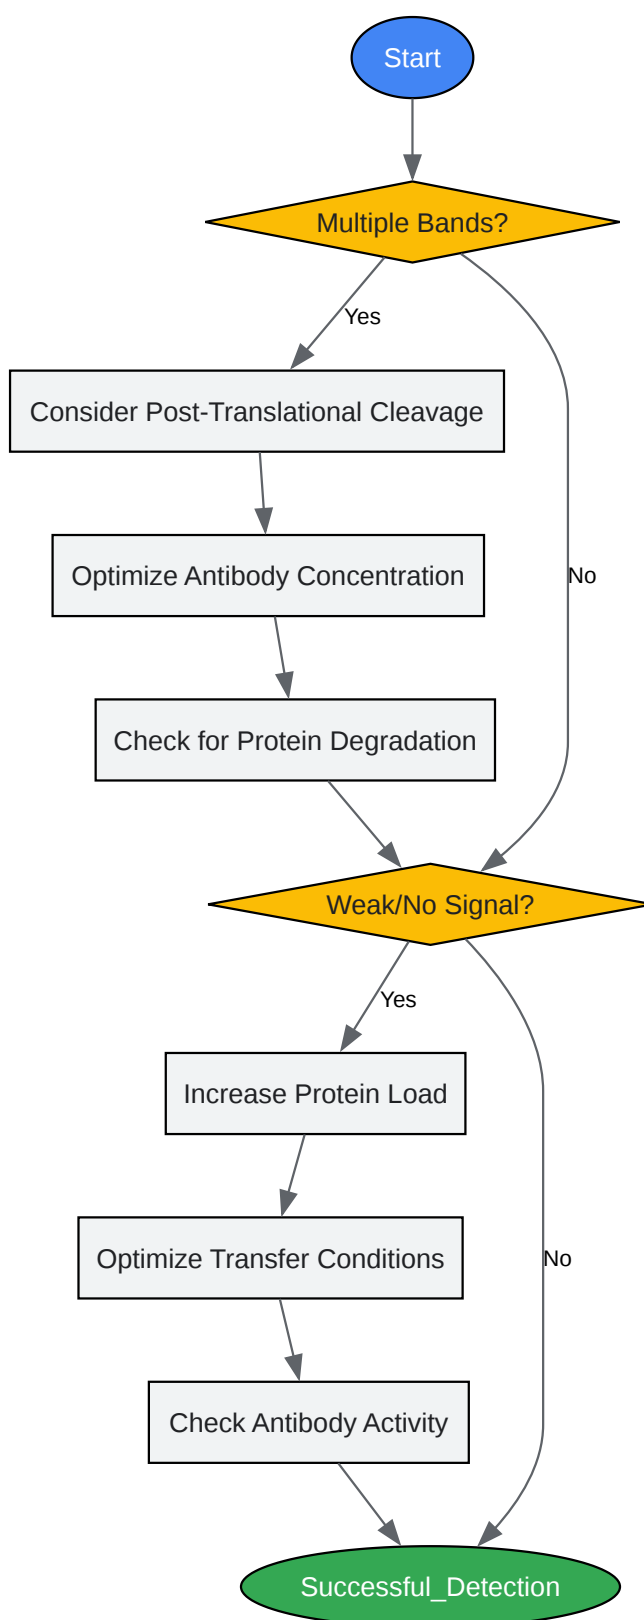 Start
Multiple Bands?
Yes
Consider Post-Translational Cleavage
Optimize Antibody Concentration
No
Check for Protein Degradation
Weak/No Signal?
Yes
Increase Protein Load
Optimize Transfer Conditions
No
Check Antibody Activity
Successful_Detection